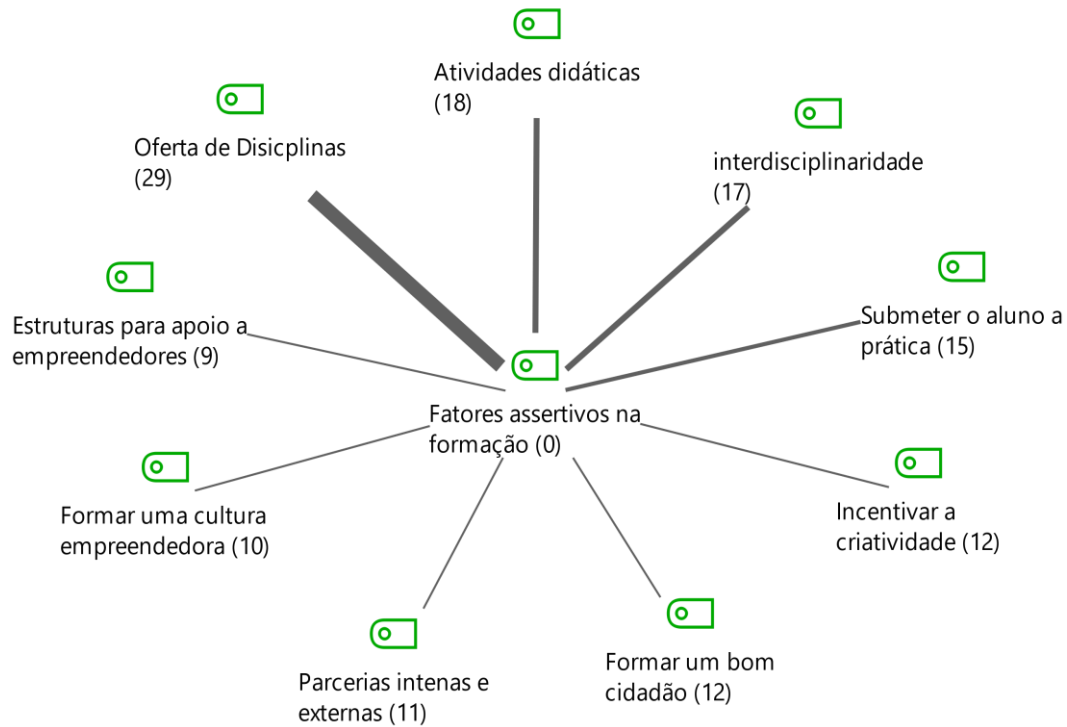 Atividades didáticas
(18)
Oferta de Disicplinas
(29)
interdisciplinaridade
(17)
Estruturas para apoio a
empreendedores (9)
Submeter o aluno a
prática (15)
Fatores assertivos na
formação (0)
Formar uma cultura
empreendedora (10)
Incentivar a
criatividade (12)
Parcerias intenas e
externas (11)
Formar um bom
cidadão (12)